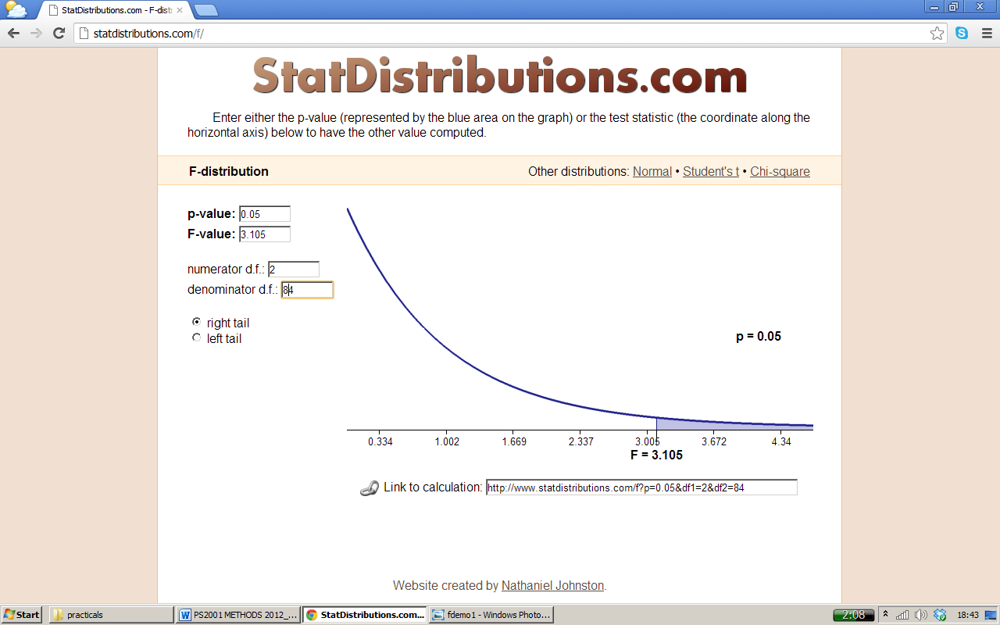 StatDistributions.com - F-dist
statdistributions.com/f/
StatDistributions.com
Enter either the p-value (represented by the blue area on the graph) or the test statistic (the coordinate along the
horizontal axis) below to have the other value computed.
F-distribution
Other distributions: Normal • Student's t • Chi-square
p-value: 0.05
F-value: 3.105
numerator d.f.: 2
denominator d.f.: 84
right tail
left tail
p = 0.05
0.334 1.002 1.669 2.337 3.005 3.672 4.34
F = 3.105
Link to calculation: http://www.statdistributions.com/f?p=0.05&df1=2&df2=84
Website created by Nathaniel Johnston.
Start practicals PS2001 METHODS 2012_... StatDistributions.com... fdemo1 - Windows Photo... 2:08 18:43